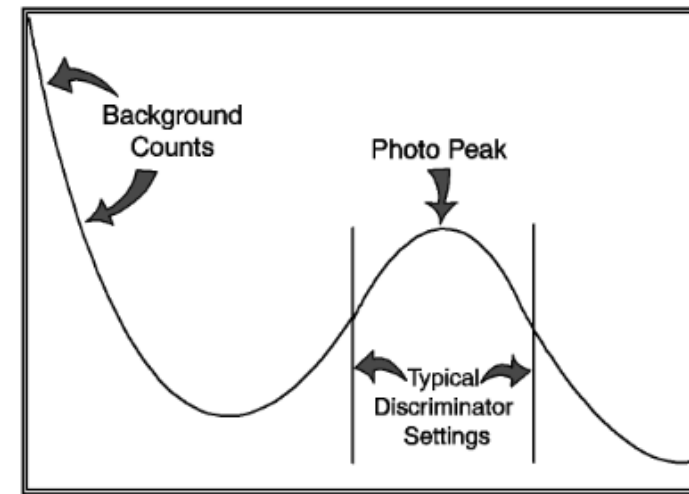 Background
Counts
Photo Peak
Typical
Discriminator
Settings